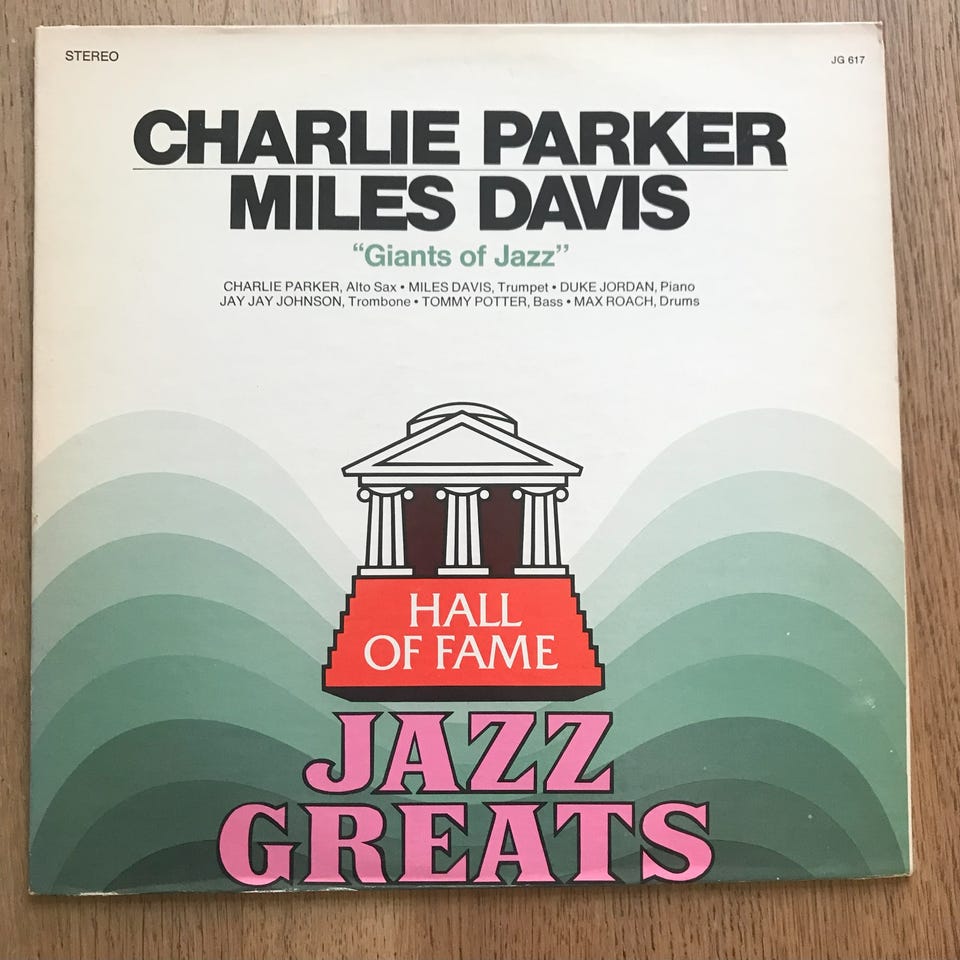 STEREO
JG 617
CHARLIE PARKER
MILES DAVIS
“Giants of Jazz”
CHARLIE PARKER, Alto Sax • MILES DAVIS, Trumpet • DUKE JORDAN, Piano
JAY JAY JOHNSON, Trombone • TOMMY POTTER, Bass • MAX ROACH, Drums
HALL
OF FAME
JAZZ
GREATS